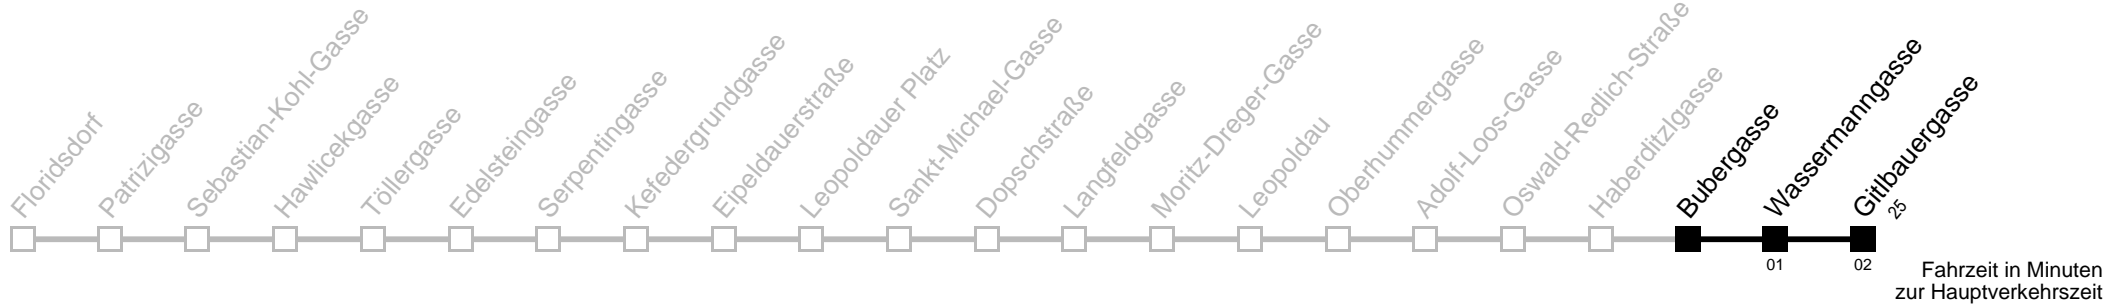 Floridsdorf
Patrizigasse
Sebastian-Kohl-Gasse
Hawlicekgasse
Töllergasse
Edelsteingasse
Serpentingasse
Kefedergrundgasse
Eipeldauerstraße
Leopoldauer Platz
Sankt-Michael-Gasse
Dopschstraße
Langfeldgasse
Moritz-Dreger-Gasse
Leopoldau
Oberhummergasse
Adolf-Loos-Gasse
Oswald-Redlich-Straße
Haberditzlgasse
Bubergasse
Wassermanngasse
Gitlbauergasse
25
01
02
Fahrzeit in Minuten
zur Hauptverkehrszeit